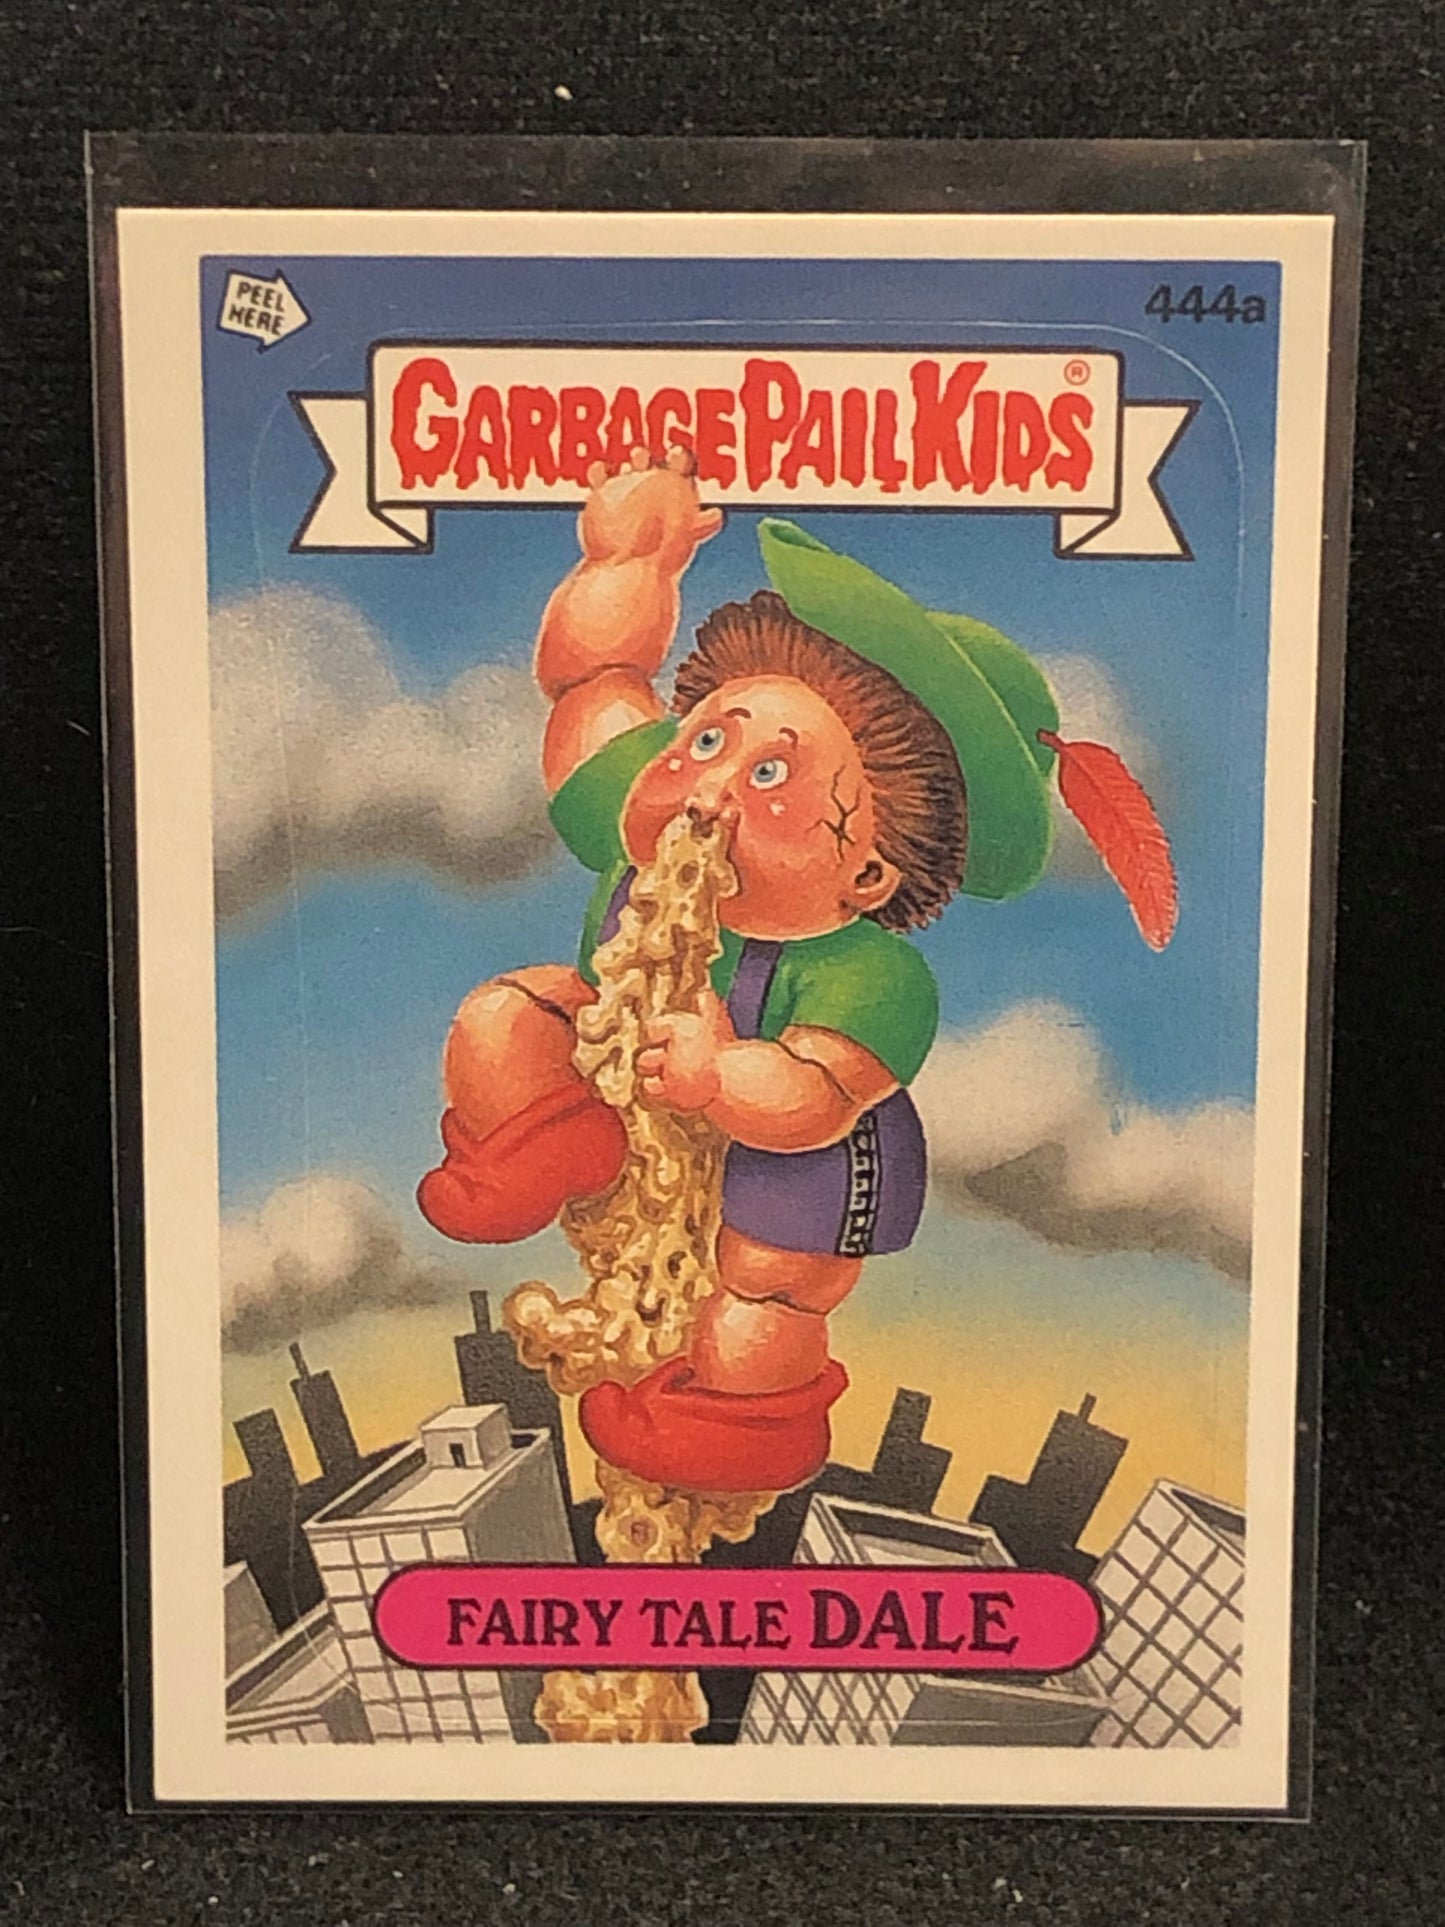 PEEL
HERE
444a
GARBAGE PAIL KIDS®
FAIRY TALE DALE